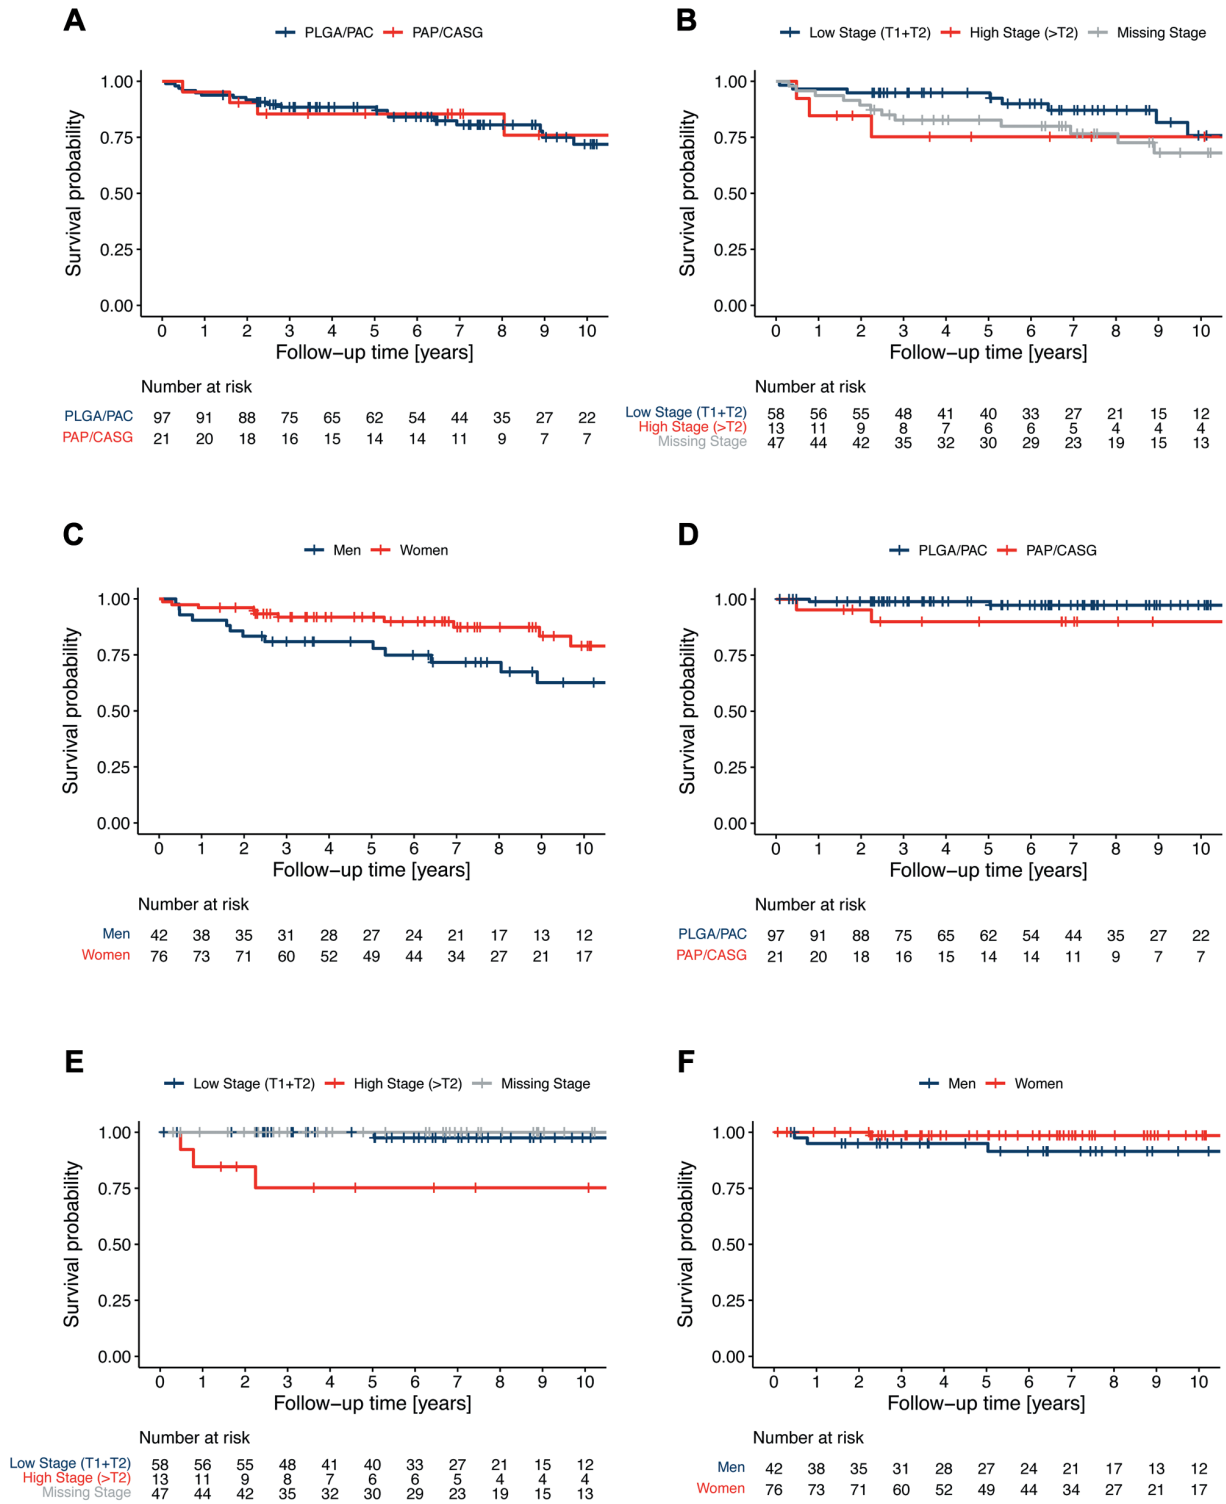 A
PLGA/PAC PAP/CASG
Survival probability
1.00
0.75
0.50
0.25
0.00
0 1 2 3 4 5 6 7 8 9 10
Follow-up time [years]
Number at risk
PLGA/PAC 97 91 88 75 65 62 54 44 35 27 22
PAP/CASG 21 20 18 16 15 14 14 11 9 7 7
B
Low Stage (T1+T2) High Stage (>T2) Missing Stage
Survival probability
1.00
0.75
0.50
0.25
0.00
0 1 2 3 4 5 6 7 8 9 10
Follow-up time [years]
Number at risk
Low Stage (T1+T2) 58 56 55 48 41 40 33 27 21 15 12
High Stage (>T2) 13 11 9 8 7 6 6 5 4 4 4
Missing Stage 47 44 42 35 32 30 29 23 19 15 13
C
Men Women
Survival probability
1.00
0.75
0.50
0.25
0.00
0 1 2 3 4 5 6 7 8 9 10
Follow-up time [years]
Number at risk
Men 42 38 35 31 28 27 24 21 17 13 12
Women 76 73 71 60 52 49 44 34 27 21 17
D
PLGA/PAC PAP/CASG
Survival probability
1.00
0.75
0.50
0.25
0.00
0 1 2 3 4 5 6 7 8 9 10
Follow-up time [years]
Number at risk
PLGA/PAC 97 91 88 75 65 62 54 44 35 27 22
PAP/CASG 21 20 18 16 15 14 14 11 9 7 7
E
Low Stage (T1+T2) High Stage (>T2) Missing Stage
Survival probability
1.00
0.75
0.50
0.25
0.00
0 1 2 3 4 5 6 7 8 9 10
Follow-up time [years]
Number at risk
Low Stage (T1+T2) 58 56 55 48 41 40 33 27 21 15 12
High Stage (>T2) 13 11 9 8 7 6 6 5 4 4 4
Missing Stage 47 44 42 35 32 30 29 23 19 15 13
F
Men Women
Survival probability
1.00
0.75
0.50
0.25
0.00
0 1 2 3 4 5 6 7 8 9 10
Follow-up time [years]
Number at risk
Men 42 38 35 31 28 27 24 21 17 13 12
Women 76 73 71 60 52 49 44 34 27 21 17